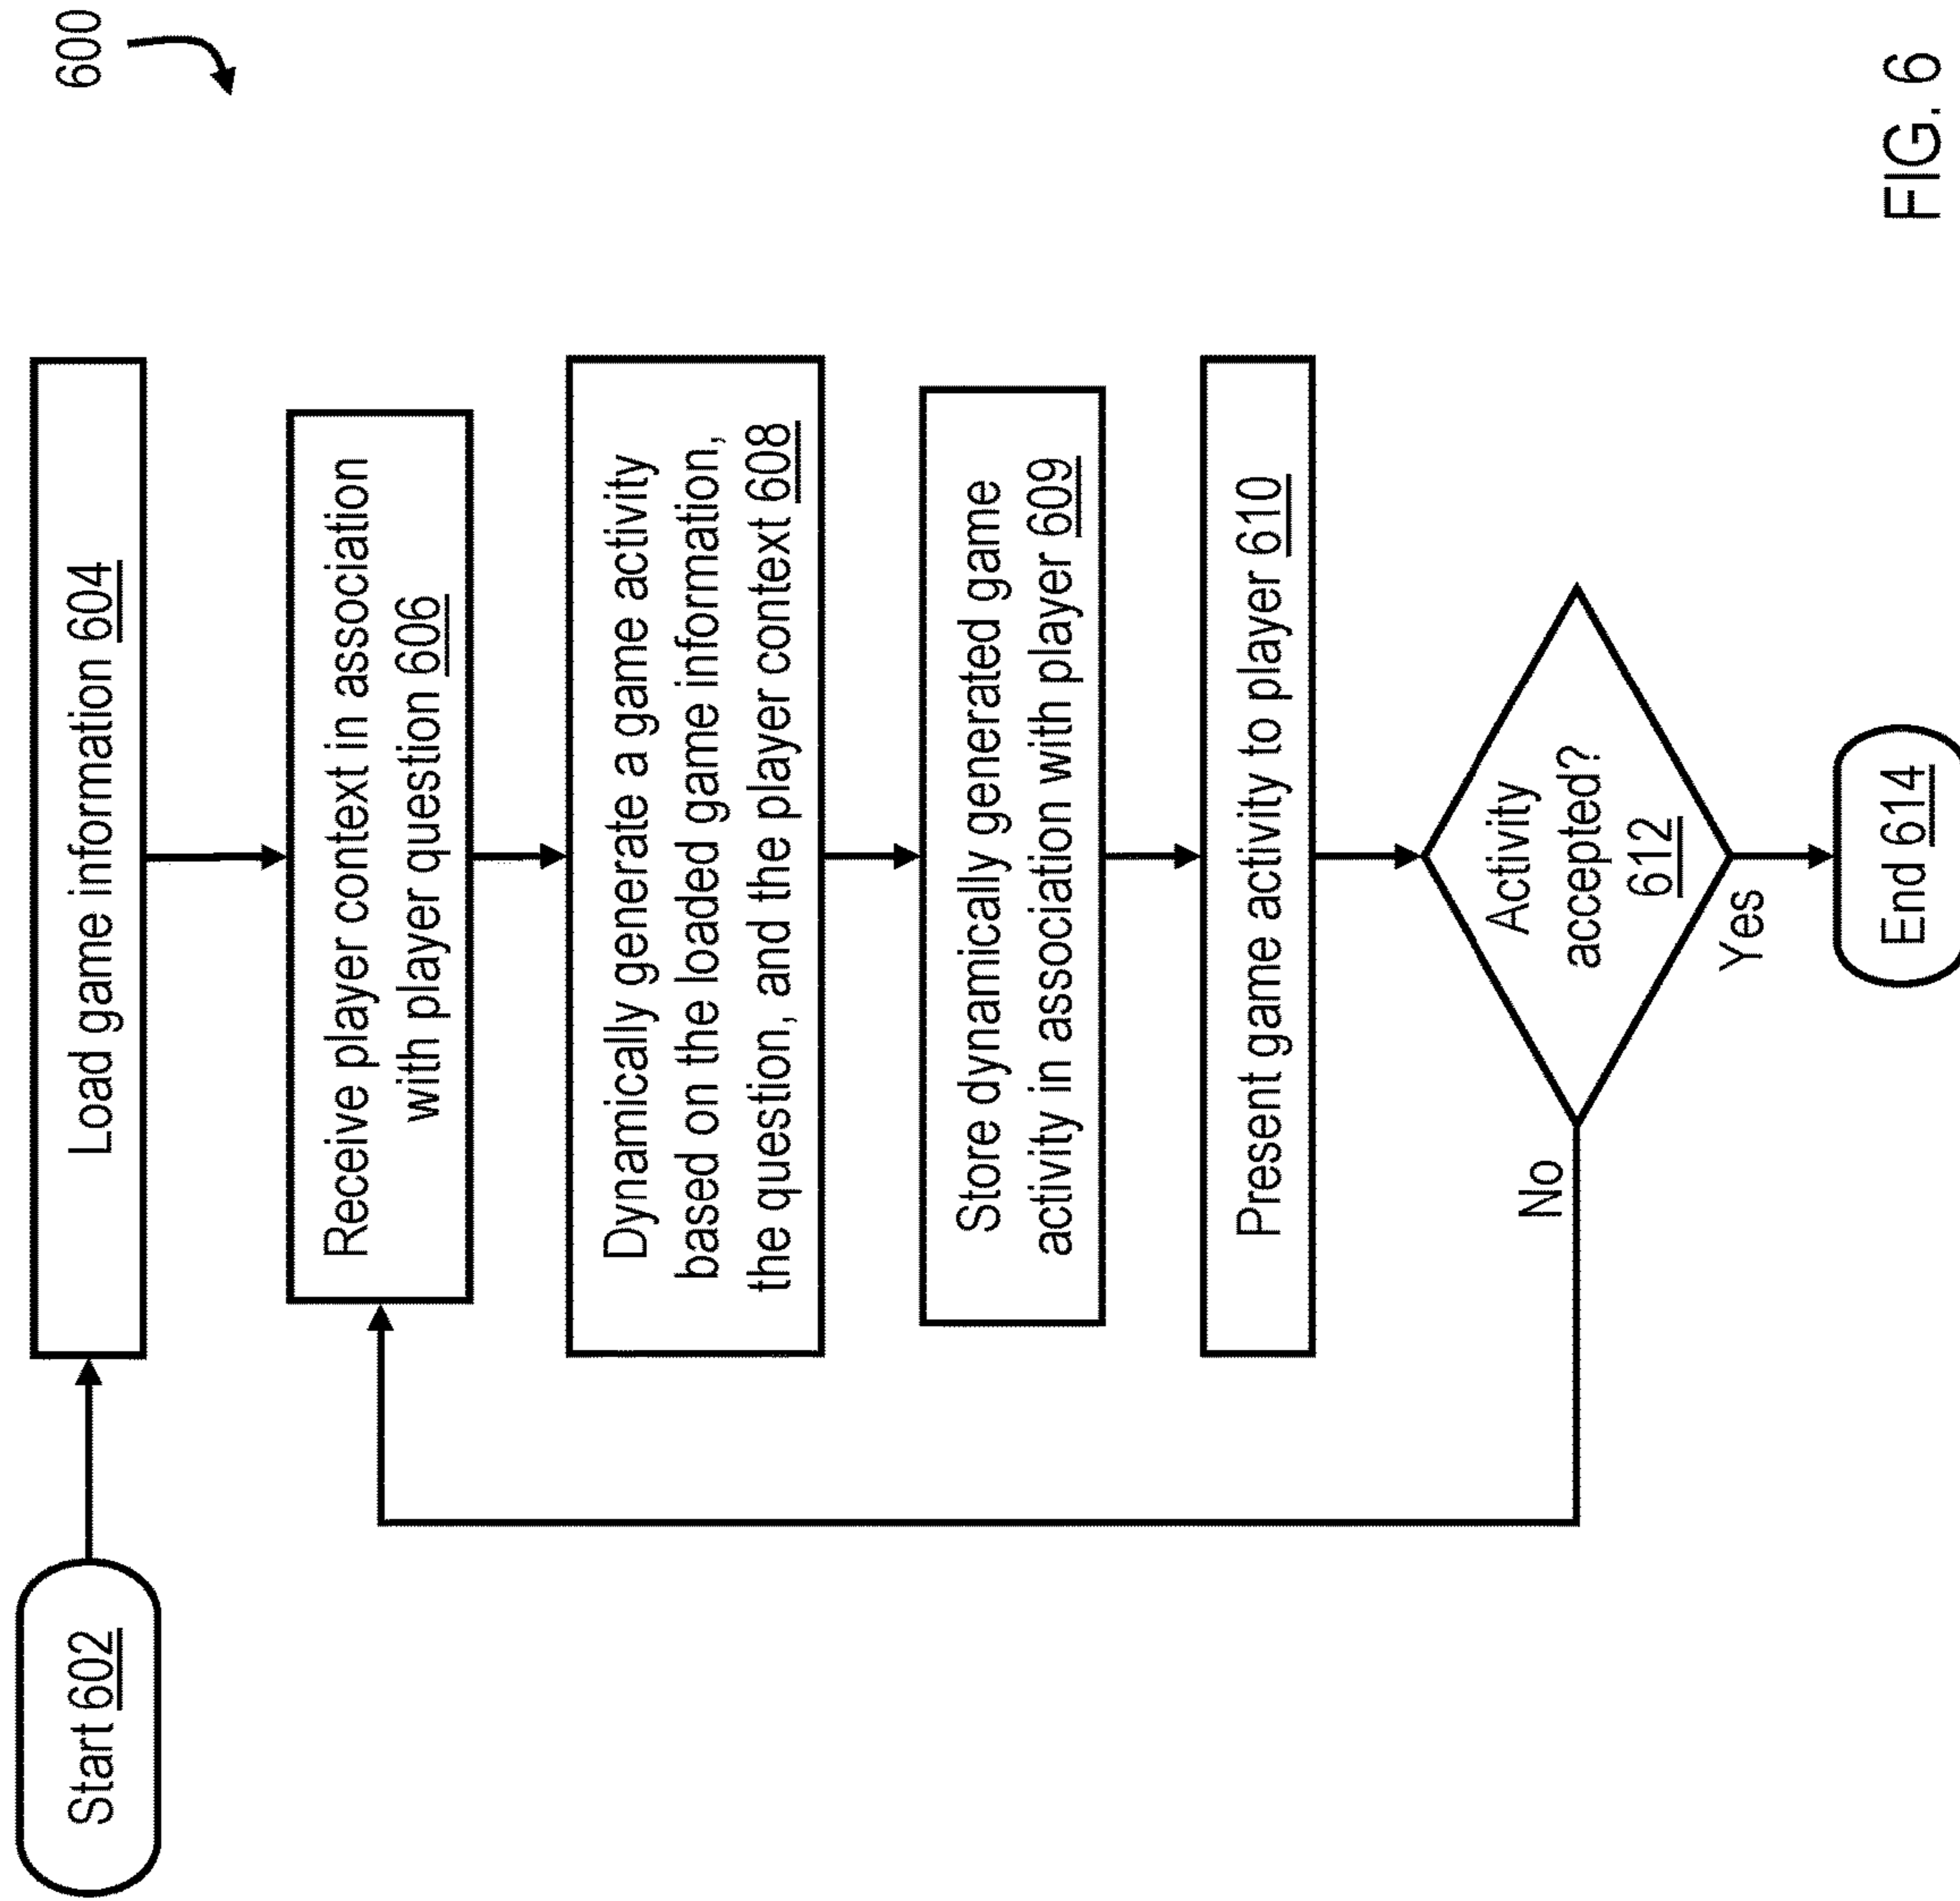 600
Start 602
Load game information 604
Receive player context in association
with player question 606
Dynamically generate a game activity
based on the loaded game information,
the question, and the player context 608
Store dynamically generated game
activity in association with player 609
Present game activity to player 610
Activity
accepted?
612
No
Yes
End 614
FIG. 6